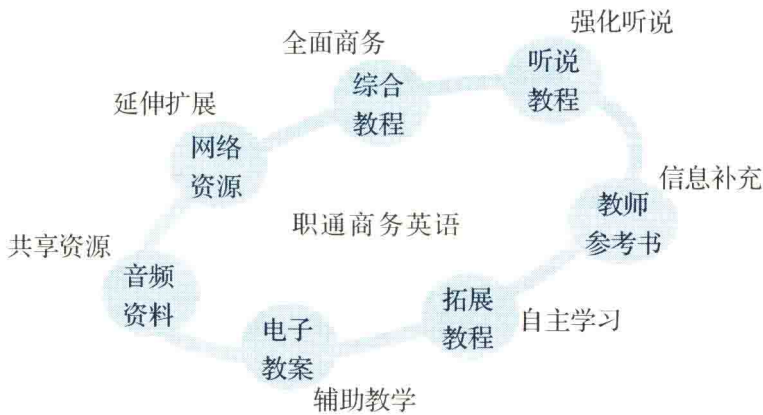 强化听说
全面商务
听说
教程
综合
教程
延伸扩展
网络
资源
信息补充
教师
参考书
职通商务英语
共享资源
音频
资料
拓展
教程
自主学习
电子
教案
辅助教学